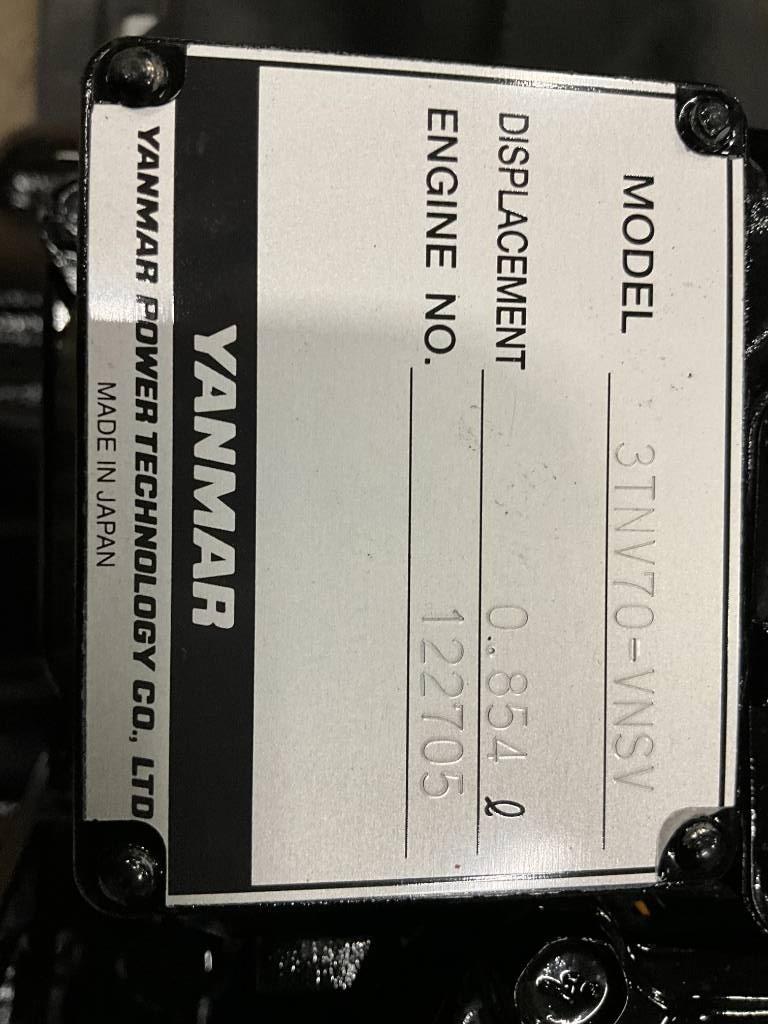 MODEL 3TNV70-VNSV
DISPLACEMENT 0.854 ℓ
ENGINE NO. 122705
YANMAR
YANMAR POWER TECHNOLOGY CO., LTD
MADE IN JAPAN